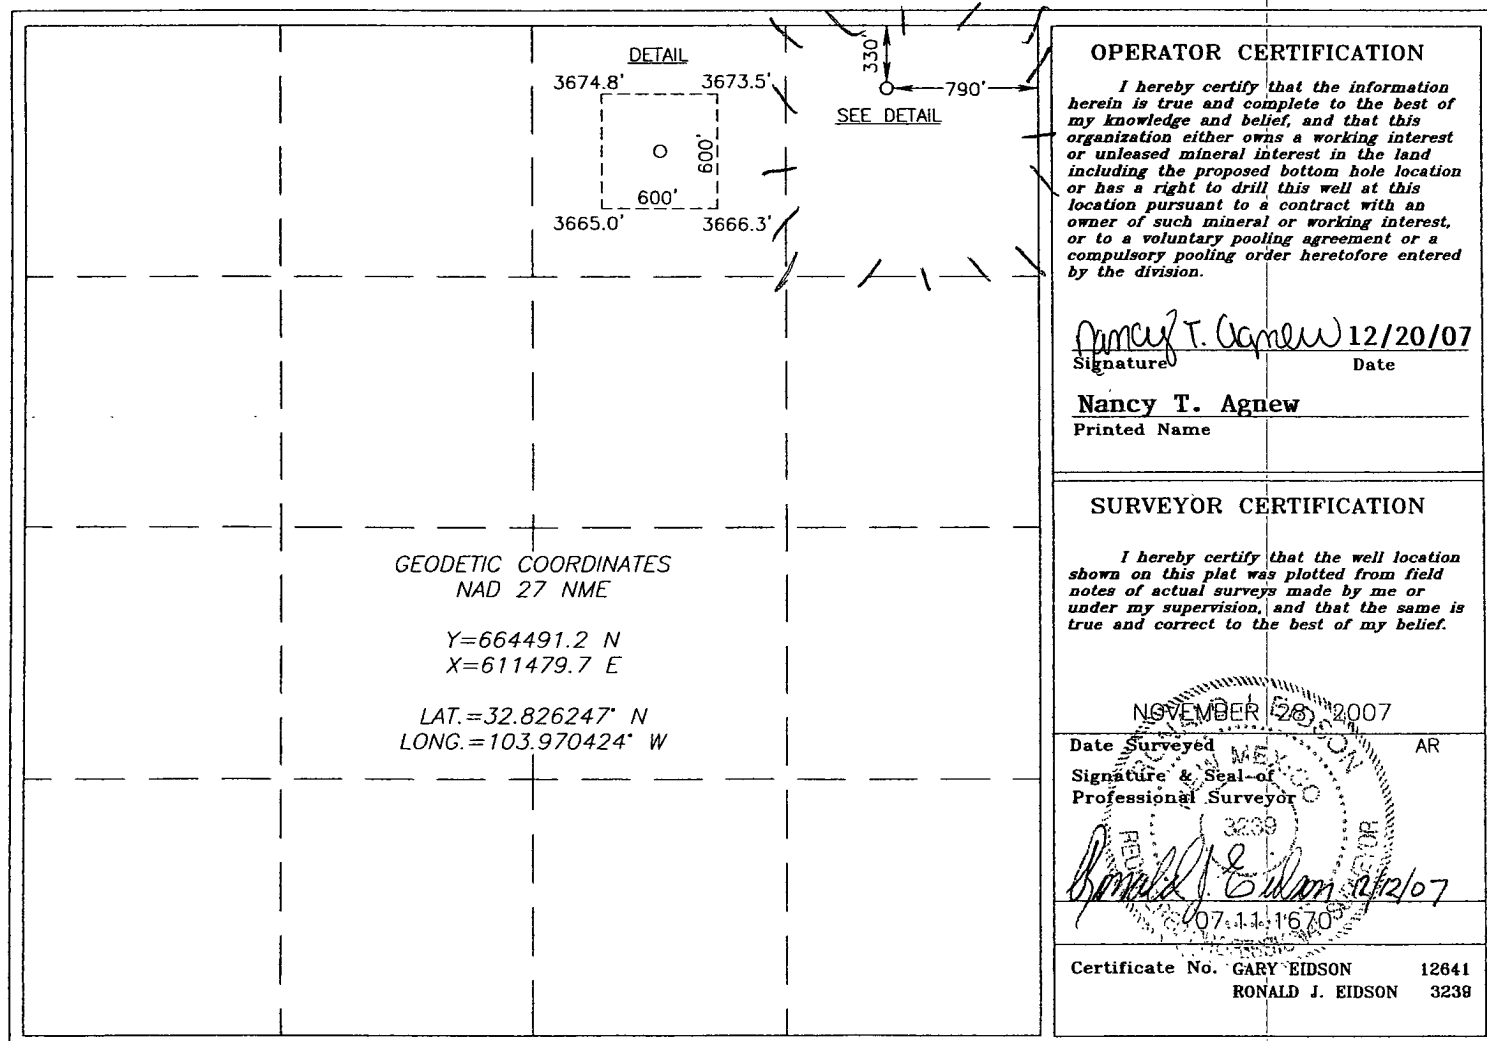 DETAIL
3674.8' 3673.5'
600'
600'
3665.0' 3666.3'
330'
790'
SEE DETAIL
GEODETIC COORDINATES
NAD 27 NME
Y=664491.2 N
X=611479.7 E
LAT.=32.826247° N
LONG.=103.970424° W
OPERATOR CERTIFICATION
I hereby certify that the information
herein is true and complete to the best of
my knowledge and belief, and that this
organization either owns a working interest
or unleased mineral interest in the land
including the proposed bottom hole location
or has a right to drill this well at this
location pursuant to a contract with an
owner of such mineral or working interest,
or to a voluntary pooling agreement or a
compulsory pooling order heretofore entered
by the division.
Nancy T. Agnew 12/20/07
Signature Date
Nancy T. Agnew
Printed Name
SURVEYOR CERTIFICATION
I hereby certify that the well location
shown on this plat was plotted from field
notes of actual surveys made by me or
under my supervision, and that the same is
true and correct to the best of my belief.
NOVEMBER 28, 2007
Date Surveyed AR
Signature & Seal of
Professional Surveyor
RONALD J. EIDSON
NEW MEXICO
3239
Ronald J. Eidson 12/12/07
07.11.1670
Certificate No. GARY EIDSON 12641
RONALD J. EIDSON 3239